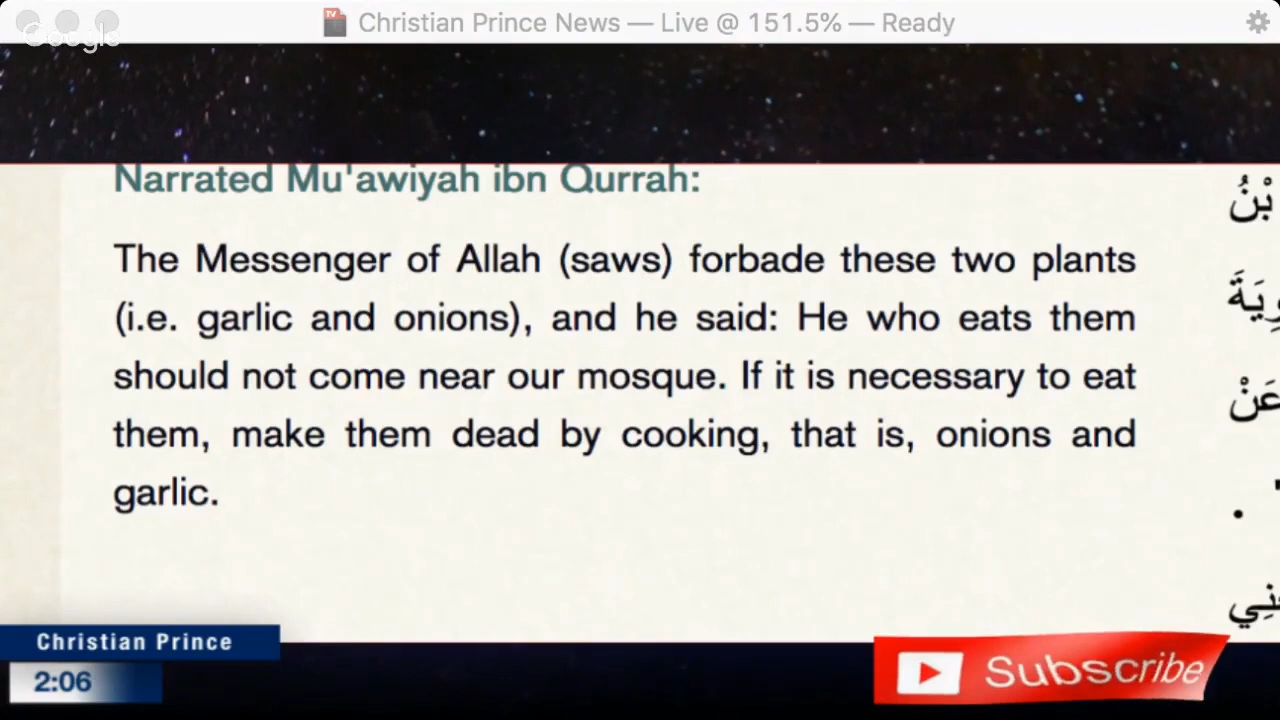 Christian Prince News — Live @ 151.5% — Ready
Google
Narrated Mu'awiyah ibn Qurrah:
The Messenger of Allah (saws) forbade these two plants
(i.e. garlic and onions), and he said: He who eats them
should not come near our mosque. If it is necessary to eat
them, make them dead by cooking, that is, onions and
garlic.
بْنُ
عَنْ
Christian Prince
2:06
Subscribe